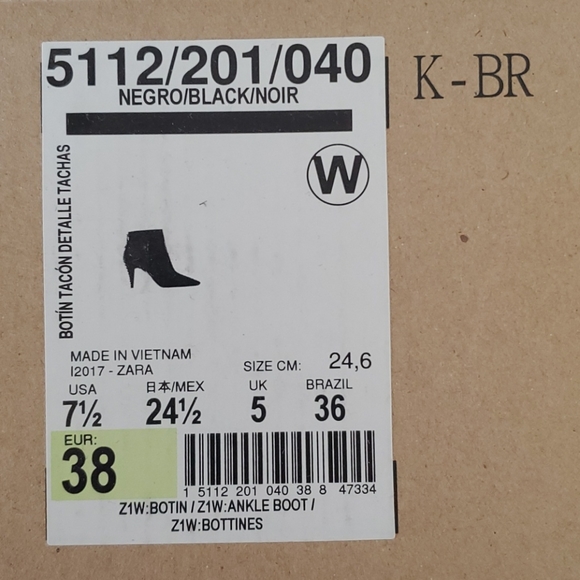 5112/201/040
K-BR
NEGRO/BLACK/NOIR
W
BOTÍN TACÓN DETALLE TACHAS
MADE IN VIETNAM
I2017 - ZARA
SIZE CM: 24,6
USA 日本/MEX UK BRAZIL
7½ 24½ 5 36
EUR:
38
1 5112 201 040 38 8 47334
Z1W:BOTIN / Z1W:ANKLE BOOT /
Z1W:BOTTINES